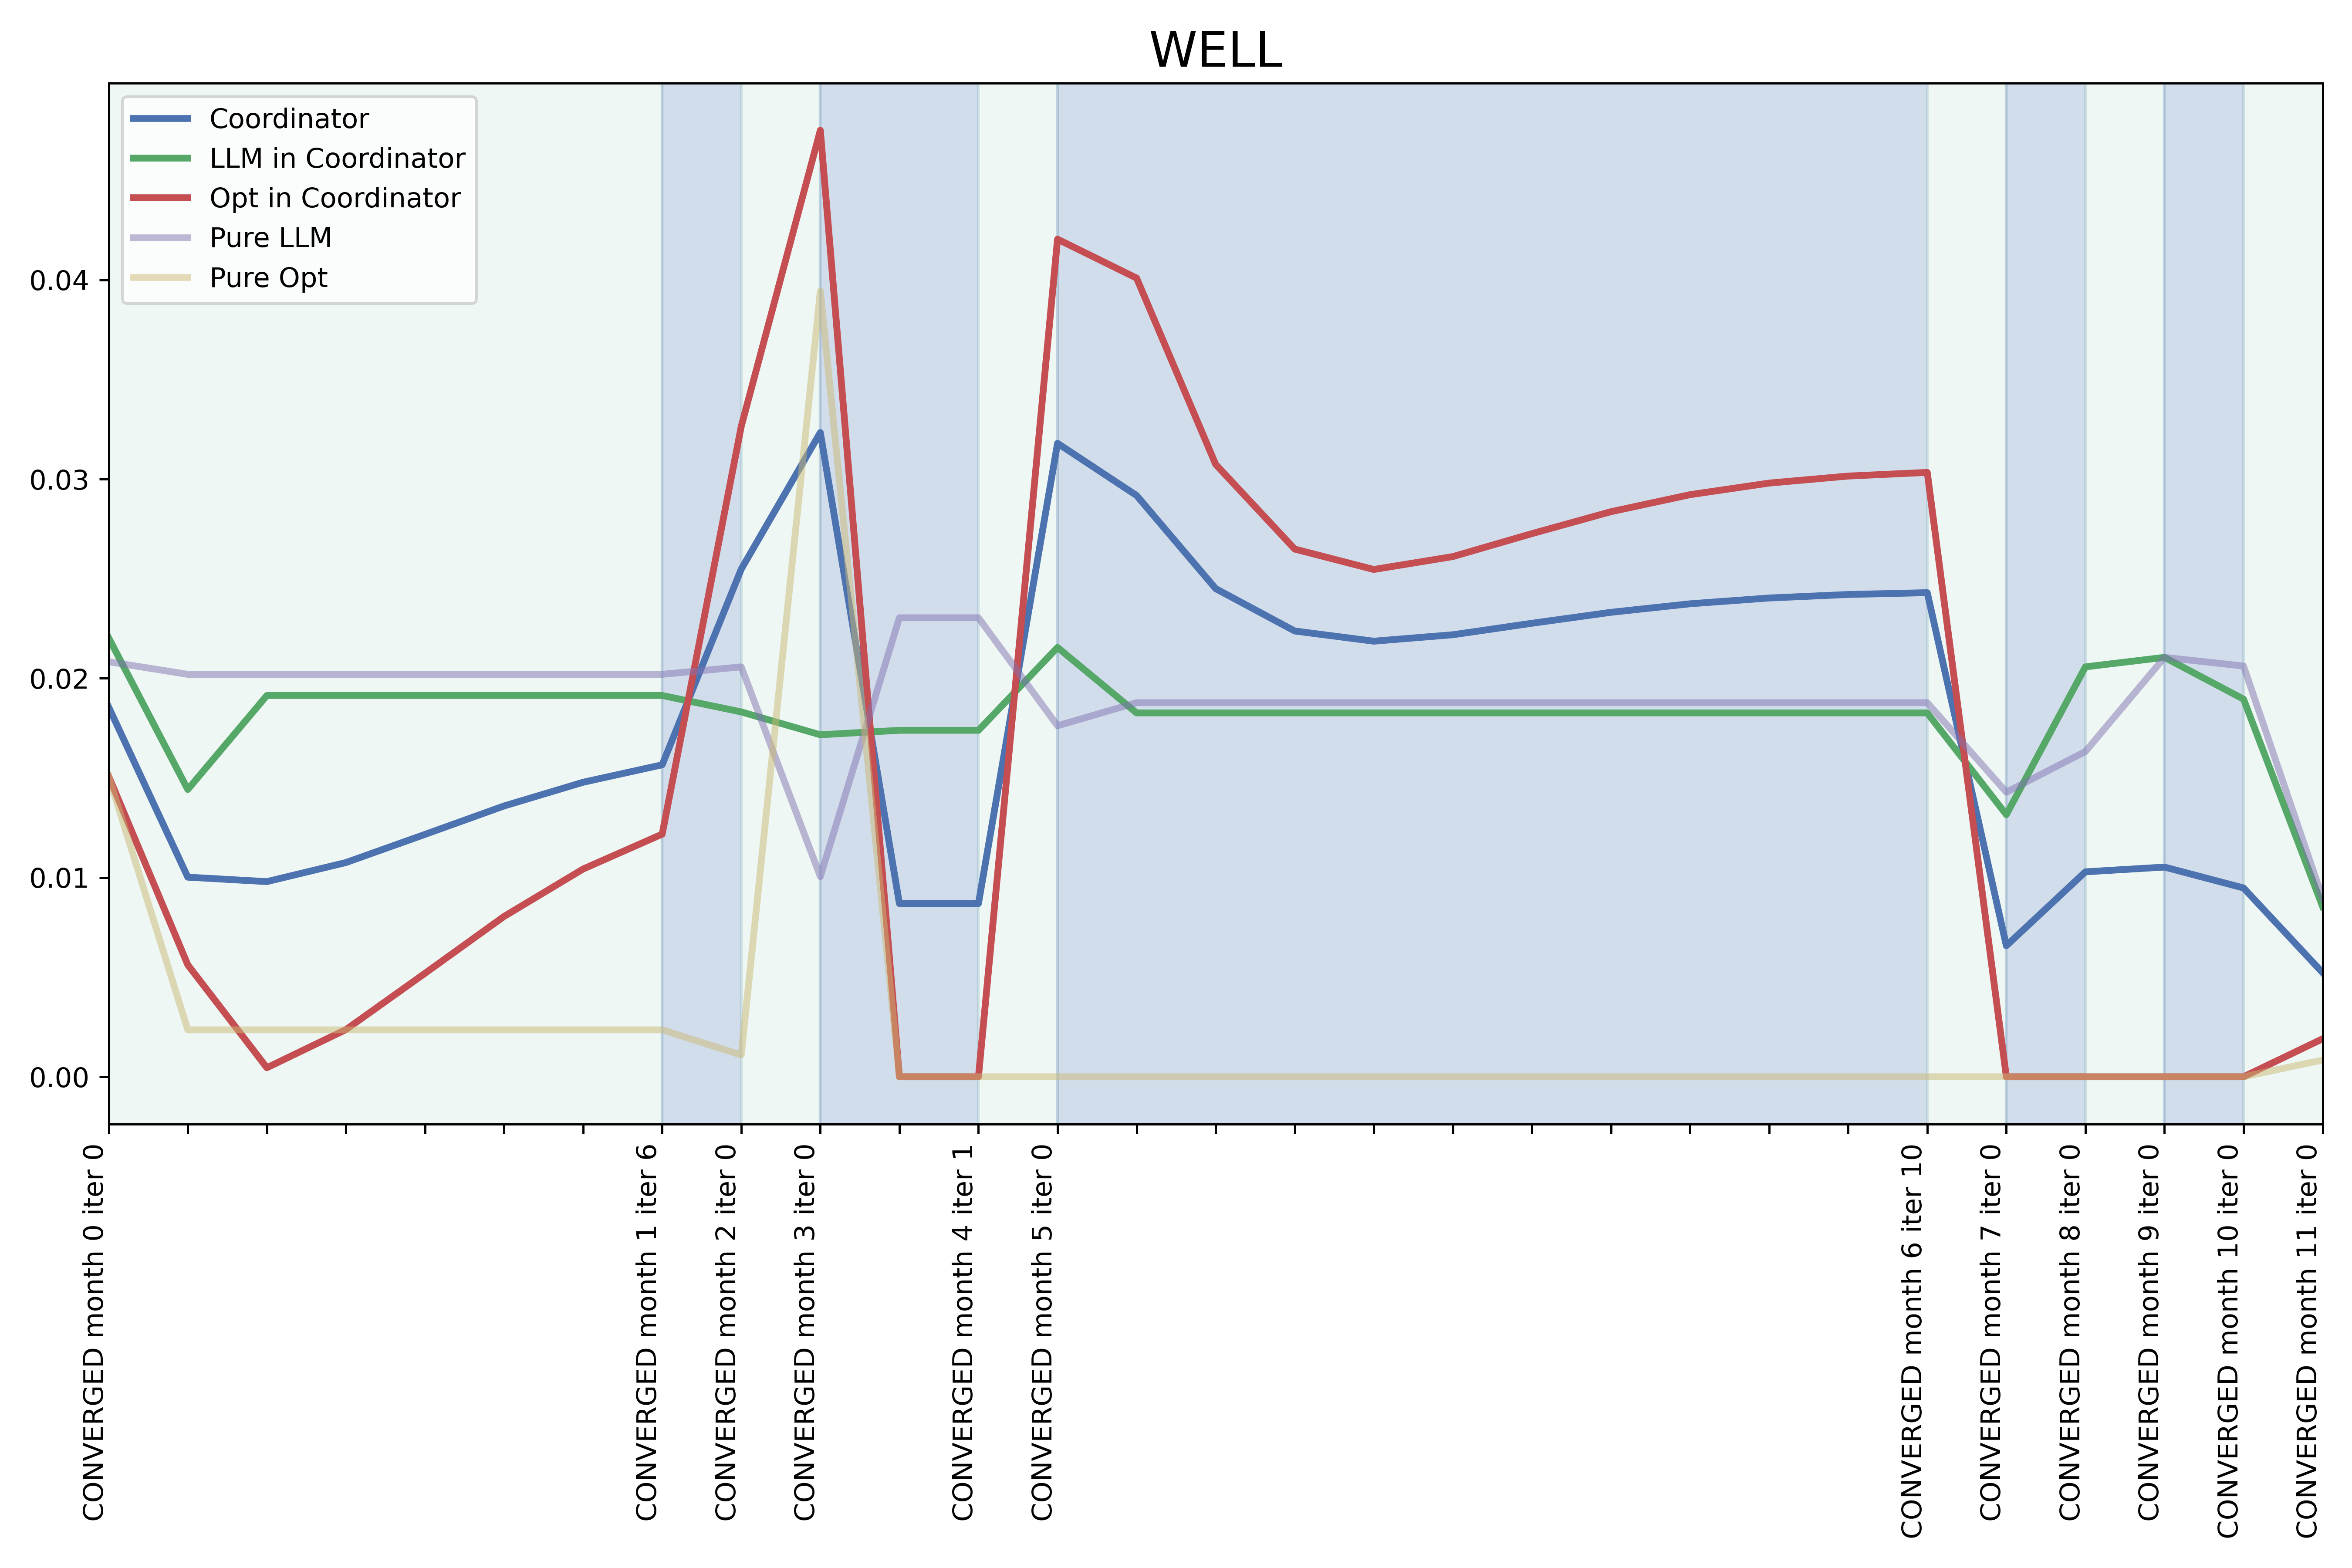 WELL
Coordinator
LLM in Coordinator
Opt in Coordinator
Pure LLM
Pure Opt
0.04
0.03
0.02
0.01
0.00
CONVERGED month 0 iter 0
CONVERGED month 1 iter 6
CONVERGED month 2 iter 0
CONVERGED month 3 iter 0
CONVERGED month 4 iter 1
CONVERGED month 5 iter 0
CONVERGED month 6 iter 10
CONVERGED month 7 iter 0
CONVERGED month 8 iter 0
CONVERGED month 9 iter 0
CONVERGED month 10 iter 0
CONVERGED month 11 iter 0